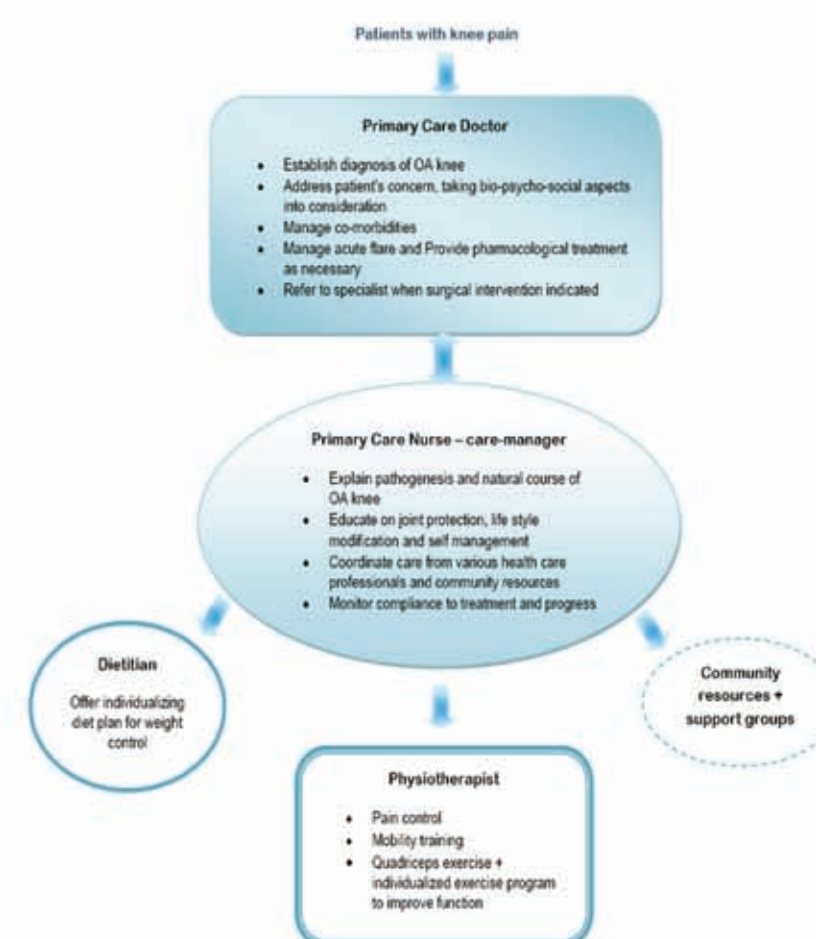 Patients with knee pain
Primary Care Doctor
• Establish diagnosis of OA knee
• Address patient's concern, taking bio-psycho-social aspects
into consideration
• Manage co-morbidities
• Manage acute flare and Provide pharmacological treatment
as necessary
• Refer to specialist when surgical intervention indicated
Primary Care Nurse – care-manager
• Explain pathogenesis and natural course of
OA knee
• Educate on joint protection, life style
modification and self management
• Coordinate care from various health care
professionals and community resources
• Monitor compliance to treatment and progress
Dietitian
Offer individualizing
diet plan for weight
control
Community
resources +
support groups
Physiotherapist
• Pain control
• Mobility training
• Quadriceps exercise +
individualized exercise program
to improve function